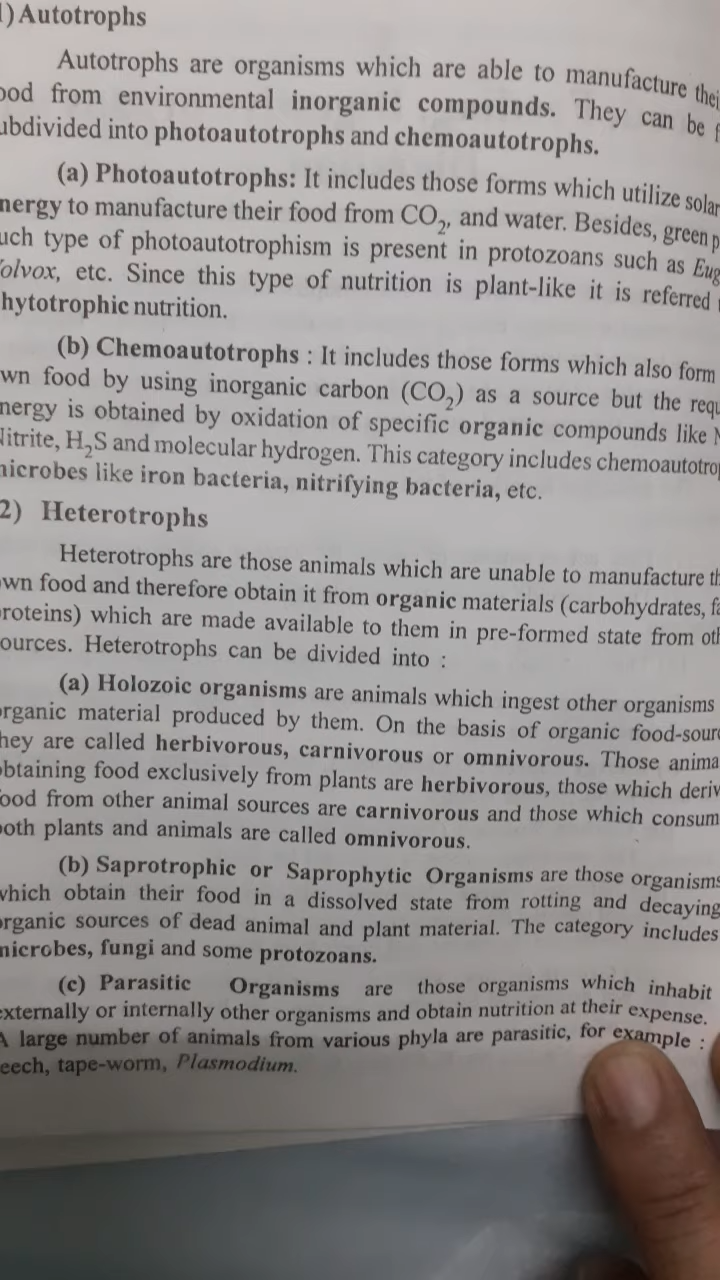 1) Autotrophs
Autotrophs are organisms which are able to manufacture their
food from environmental inorganic compounds. They can be
subdivided into photoautotrophs and chemoautotrophs.
(a) Photoautotrophs: It includes those forms which utilize solar
energy to manufacture their food from CO₂, and water. Besides, green
such type of photoautotrophism is present in protozoans such as
Volvox, etc. Since this type of nutrition is plant-like it is referred
phytotrophic nutrition.
(b) Chemoautotrophs : It includes those forms which also form
own food by using inorganic carbon (CO₂) as a source but the
energy is obtained by oxidation of specific organic compounds like
Nitrite, H₂S and molecular hydrogen. This category includes
microbes like iron bacteria, nitrifying bacteria, etc.
2) Heterotrophs
Heterotrophs are those animals which are unable to manufacture
own food and therefore obtain it from organic materials (carbohydrates,
proteins) which are made available to them in pre-formed state from
sources. Heterotrophs can be divided into :
(a) Holozoic organisms are animals which ingest other organisms
organic material produced by them. On the basis of organic
they are called herbivorous, carnivorous or omnivorous. Those
obtaining food exclusively from plants are herbivorous, those which
food from other animal sources are carnivorous and those which consume
both plants and animals are called omnivorous.
(b) Saprotrophic or Saprophytic Organisms are those organisms
which obtain their food in a dissolved state from rotting and decaying
organic sources of dead animal and plant material. The category includes
microbes, fungi and some protozoans.
(c) Parasitic Organisms are those organisms which inhabit
externally or internally other organisms and obtain nutrition at their expense.
A large number of animals from various phyla are parasitic, for example :
leech, tape-worm, Plasmodium.